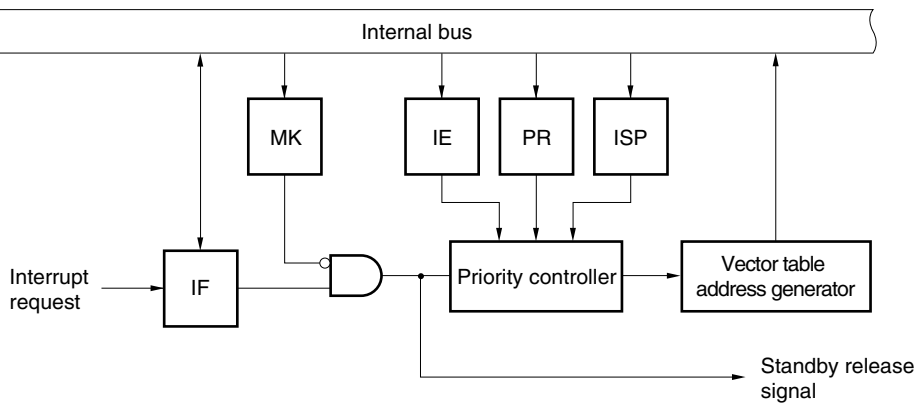 Internal bus
MK
IE
PR
ISP
Interrupt
request
IF
Priority controller
Vector table
address generator
Standby release
signal